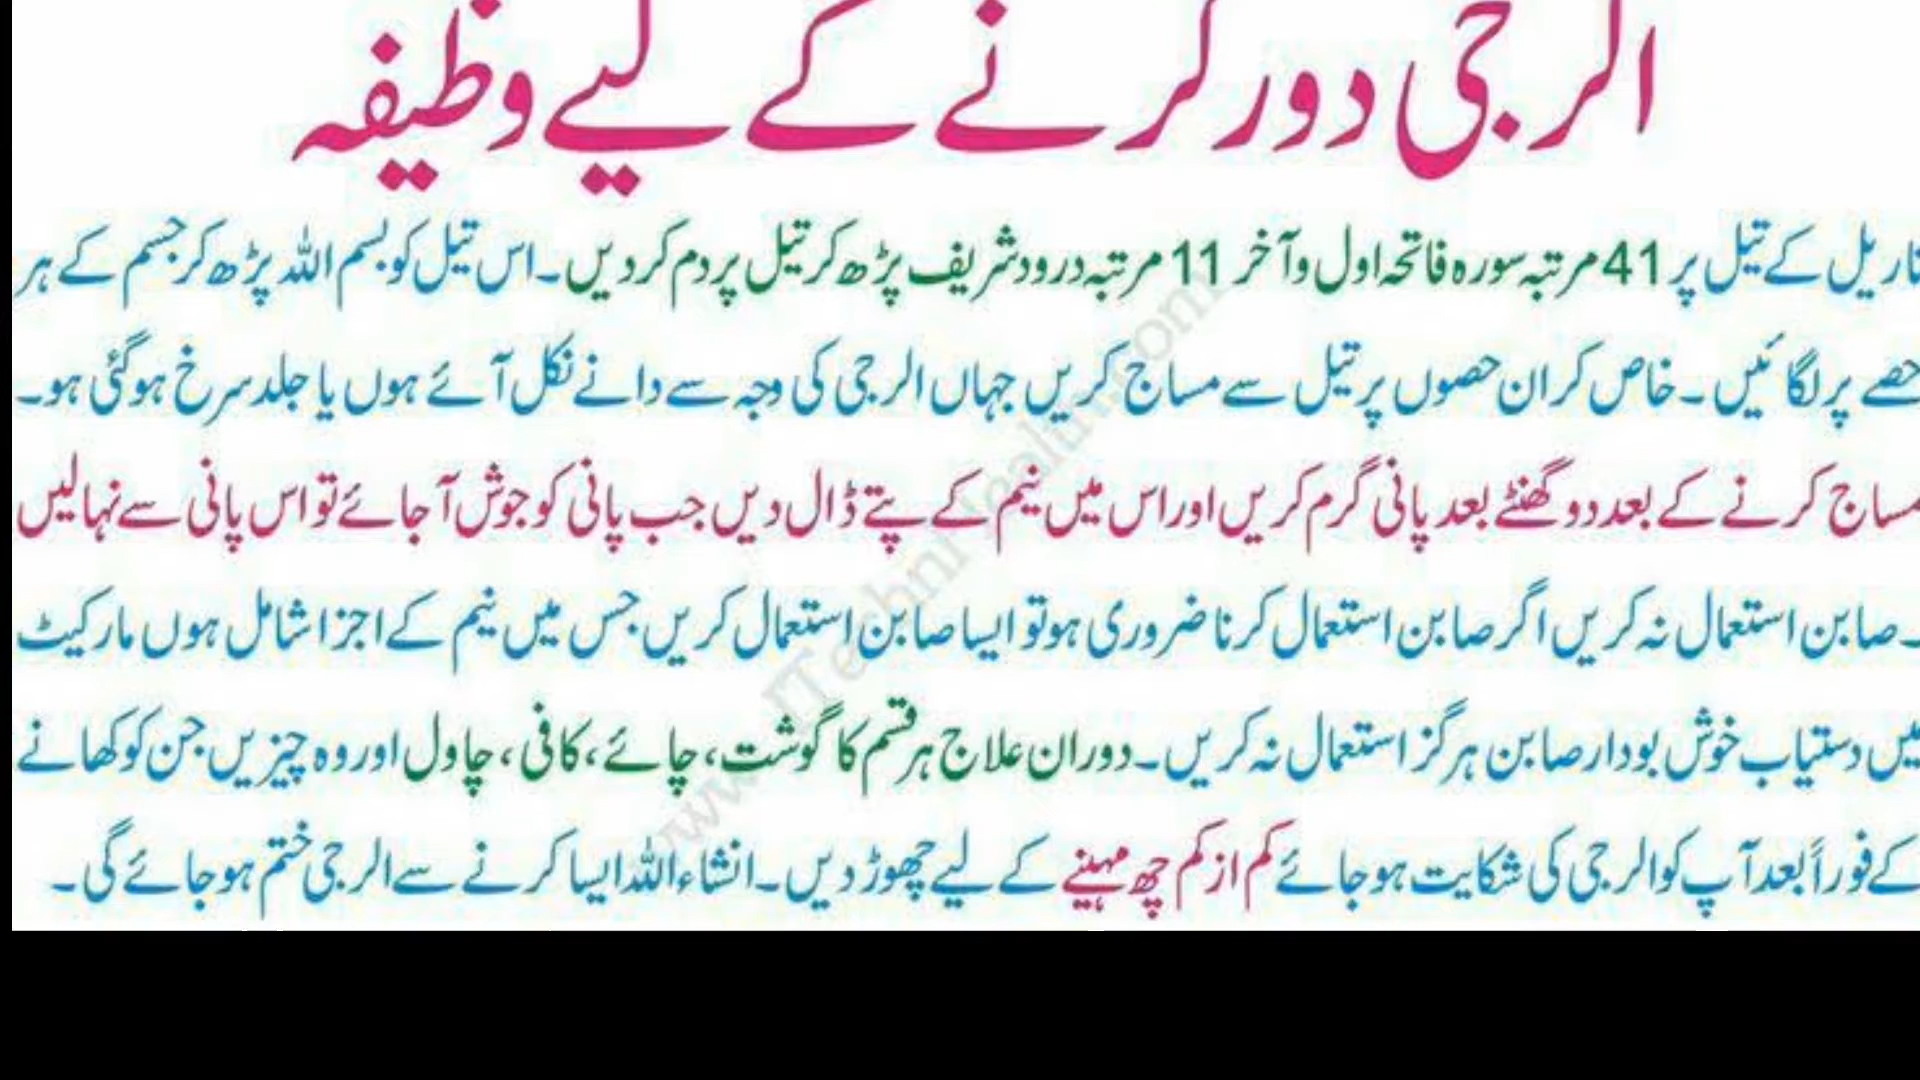 الرجی دور کرنے کے لیے وظیفہ
ناریل کے تیل پر 41 مرتبہ سورہ فاتحہ اول و آخر 11 مرتبہ درود شریف پڑھ کر تیل پر دم کر دیں۔ اس تیل کو بسم اللہ پڑھ کر جسم کے ہر
حصے پر لگائیں۔ خاص کر ان حصوں پر تیل سے مساج کریں جہاں الرجی کی وجہ سے دانے نکل آئے ہوں یا جلد سرخ ہو گئی ہو۔
مساج کرنے کے بعد دو گھنٹے بعد پانی گرم کریں اور اس میں نیم کے پتے ڈال دیں جب پانی کو جوش آ جائے تو اس پانی سے نہا لیں
۔ صابن استعمال نہ کریں اگر صابن استعمال کرنا ضروری ہو تو ایسا صابن استعمال کریں جس میں نیم کے اجزا شامل ہوں مارکیٹ
میں دستیاب خوش بودار صابن ہرگز استعمال نہ کریں۔ دوران علاج ہر قسم کا گوشت، چائے، کافی، چاول اور وہ چیزیں جن کو کھانے
کے فوراً بعد آپ کو الرجی کی شکایت ہو جائے کم از کم چھ مہینے کے لیے چھوڑ دیں۔ انشاء اللہ ایسا کرنے سے الرجی ختم ہو جائے گی۔